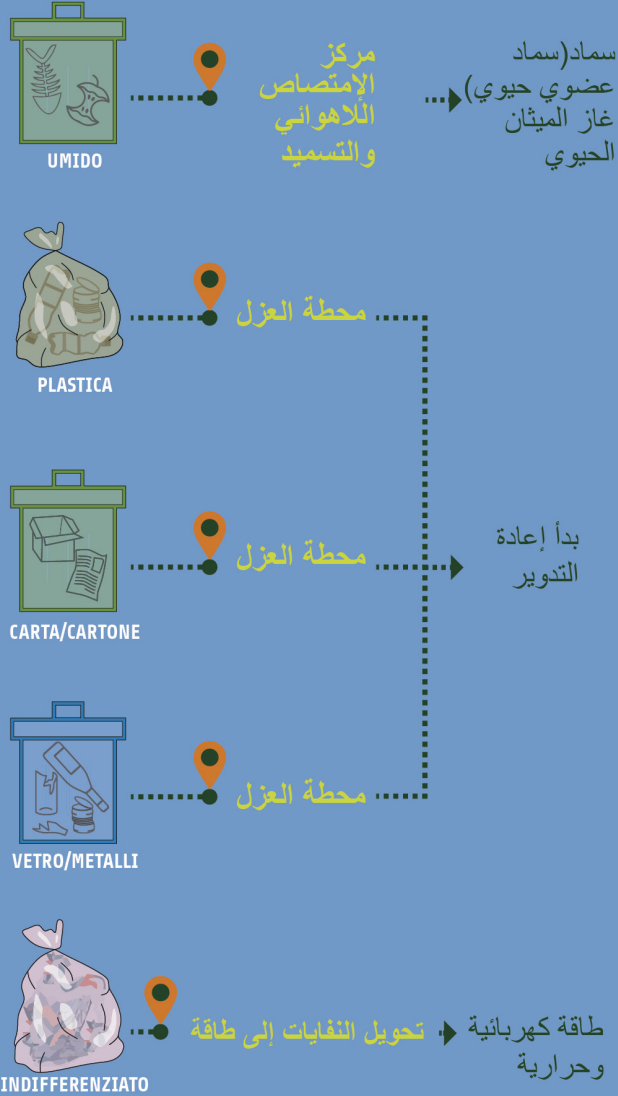 UMIDO
مركز
الإمتصاص
اللاهوائي
والتسميد
سماد(سماد
عضوي حيوي)
غاز الميثان
الحيوي
PLASTICA
محطة العزل
CARTA/CARTONE
محطة العزل
بدأ إعادة
التدوير
VETRO/METALLI
محطة العزل
INDIFFERENZIATO
تحويل النفايات إلى طاقة
طاقة كهربائية
وحرارية